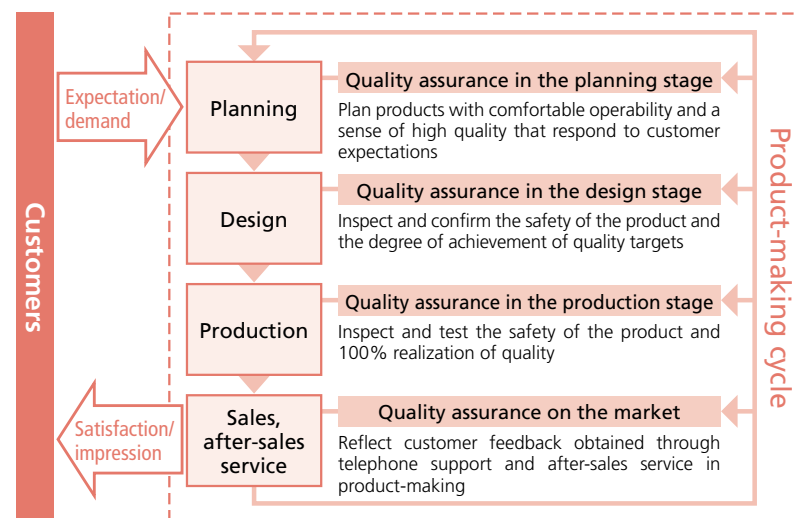 Customers
Expectation/
demand
Planning
Quality assurance in the planning stage
Plan products with comfortable operability and a
sense of high quality that respond to customer
expectations
Design
Quality assurance in the design stage
Inspect and confirm the safety of the product and
the degree of achievement of quality targets
Production
Quality assurance in the production stage
Inspect and test the safety of the product and
100% realization of quality
Satisfaction/
impression
Sales,
after-sales
service
Quality assurance on the market
Reflect customer feedback obtained through
telephone support and after-sales service in
product-making
Product-making cycle